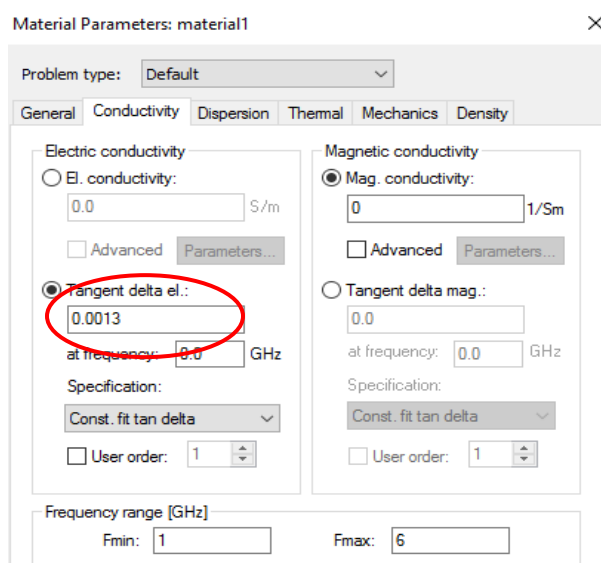 Material Parameters: material1
Problem type: Default
General Conductivity Dispersion Thermal Mechanics Density
Electric conductivity
El. conductivity:
0.0 S/m
Advanced Parameters...
Tangent delta el.:
0.0013
at frequency: 0.0 GHz
Specification:
Const. fit tan delta
User order: 1
Magnetic conductivity
Mag. conductivity:
0 1/Sm
Advanced Parameters...
Tangent delta mag.:
0.0
at frequency: 0.0 GHz
Specification:
Const. fit tan delta
User order: 1
Frequency range [GHz]
Fmin: 1 Fmax: 6